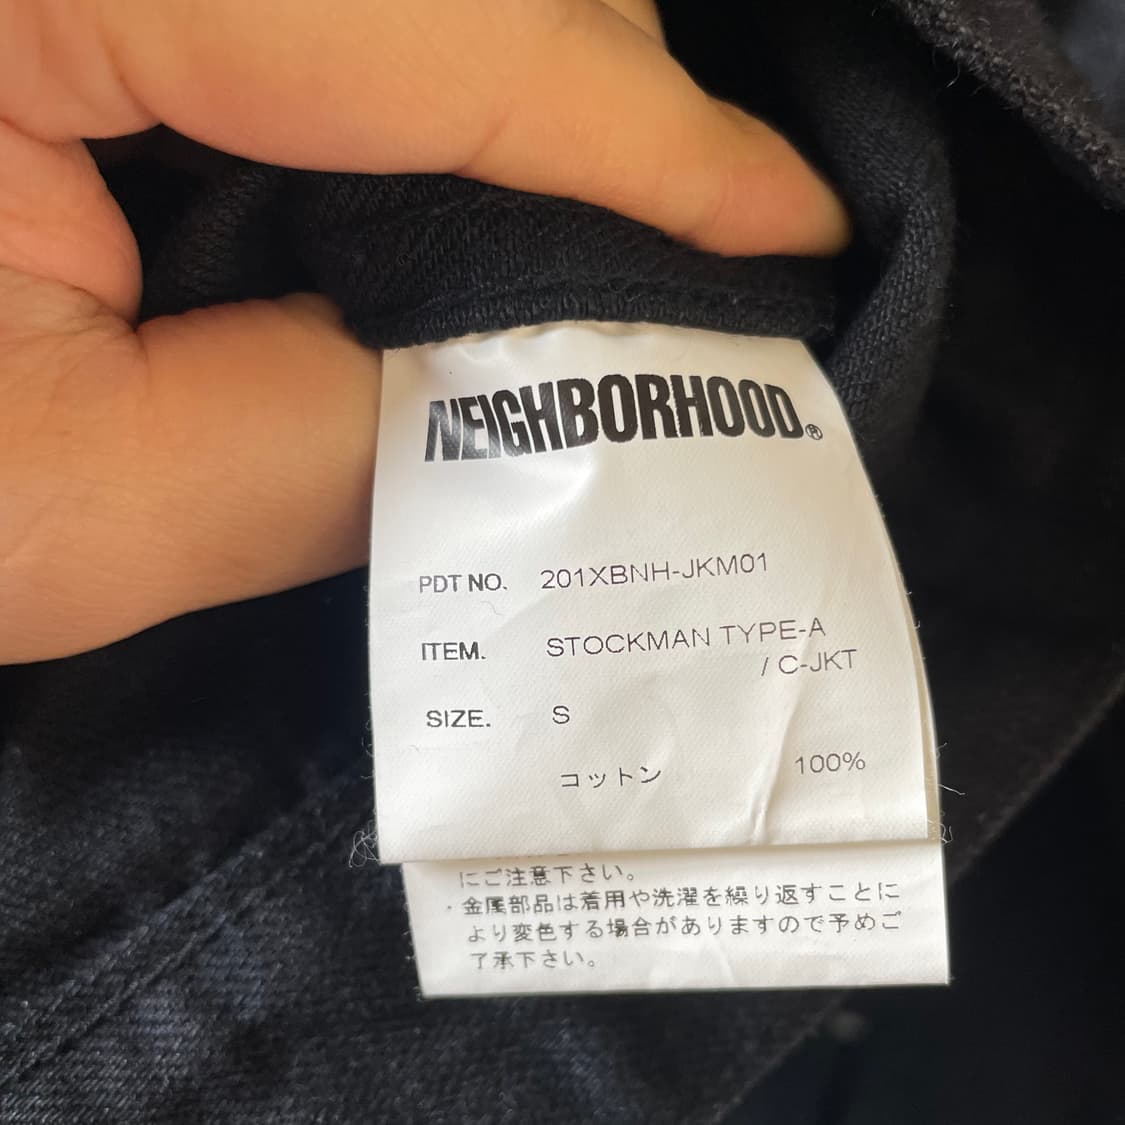 NEIGHBORHOOD®
PDT NO. 201XBNH-JKM01
ITEM. STOCKMAN TYPE-A
/ C-JKT
SIZE. S
コットン 100%
にご注意下さい。
・金属部品は着用や洗濯を繰り返すことに
より変色する場合がありますので予めご
了承下さい。